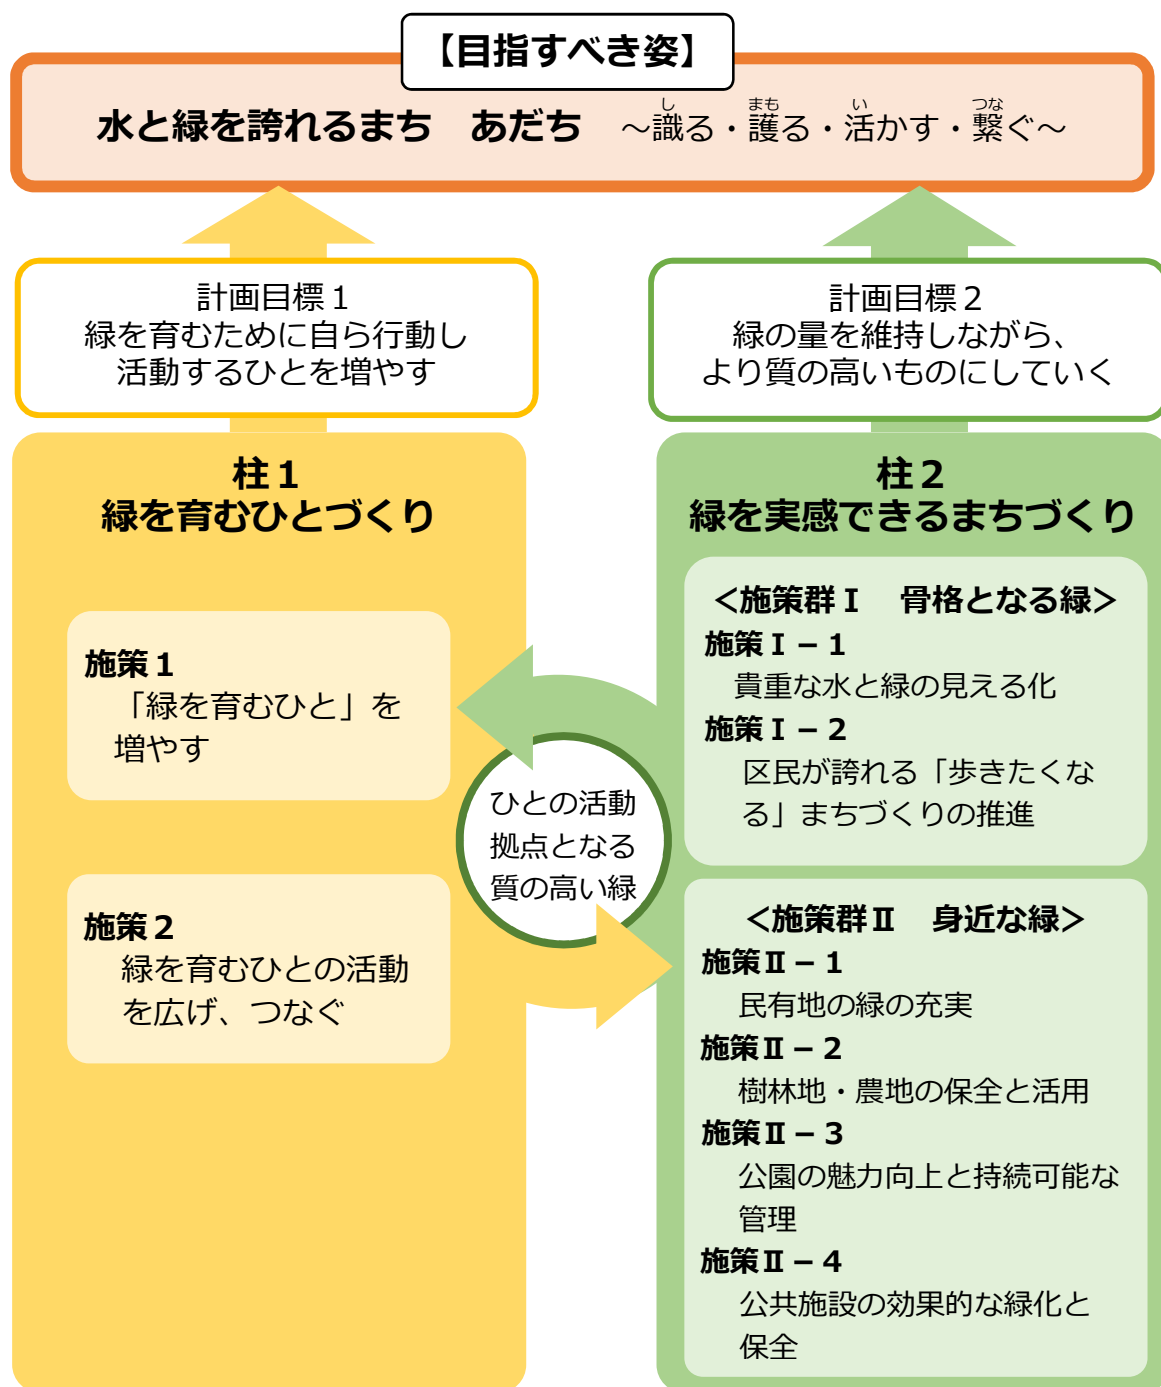 【目指すべき姿】
水と緑を誇れるまち　あだち　～識る・護る・活かす・繋ぐ～
し　まも　い　つな
計画目標１
緑を育むために自ら行動し
活動するひとを増やす
計画目標２
緑の量を維持しながら、
より質の高いものにしていく
柱１
緑を育むひとづくり
施策１
「緑を育むひと」を
増やす
施策２
緑を育むひとの活動
を広げ、つなぐ
ひとの活動
拠点となる
質の高い緑
柱２
緑を実感できるまちづくり
＜施策群Ⅰ　骨格となる緑＞
施策Ⅰ－１
貴重な水と緑の見える化
施策Ⅰ－２
区民が誇れる「歩きたくな
る」まちづくりの推進
＜施策群Ⅱ　身近な緑＞
施策Ⅱ－１
民有地の緑の充実
施策Ⅱ－２
樹林地・農地の保全と活用
施策Ⅱ－３
公園の魅力向上と持続可能な
管理
施策Ⅱ－４
公共施設の効果的な緑化と
保全